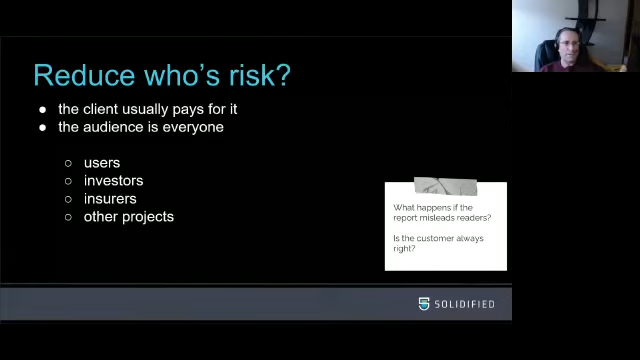 Reduce who's risk?
● the client usually pays for it
● the audience is everyone
○ users
○ investors
○ insurers
○ other projects
What happens if the
report misleads readers?
Is the customer always
right?
SOLIDIFIED